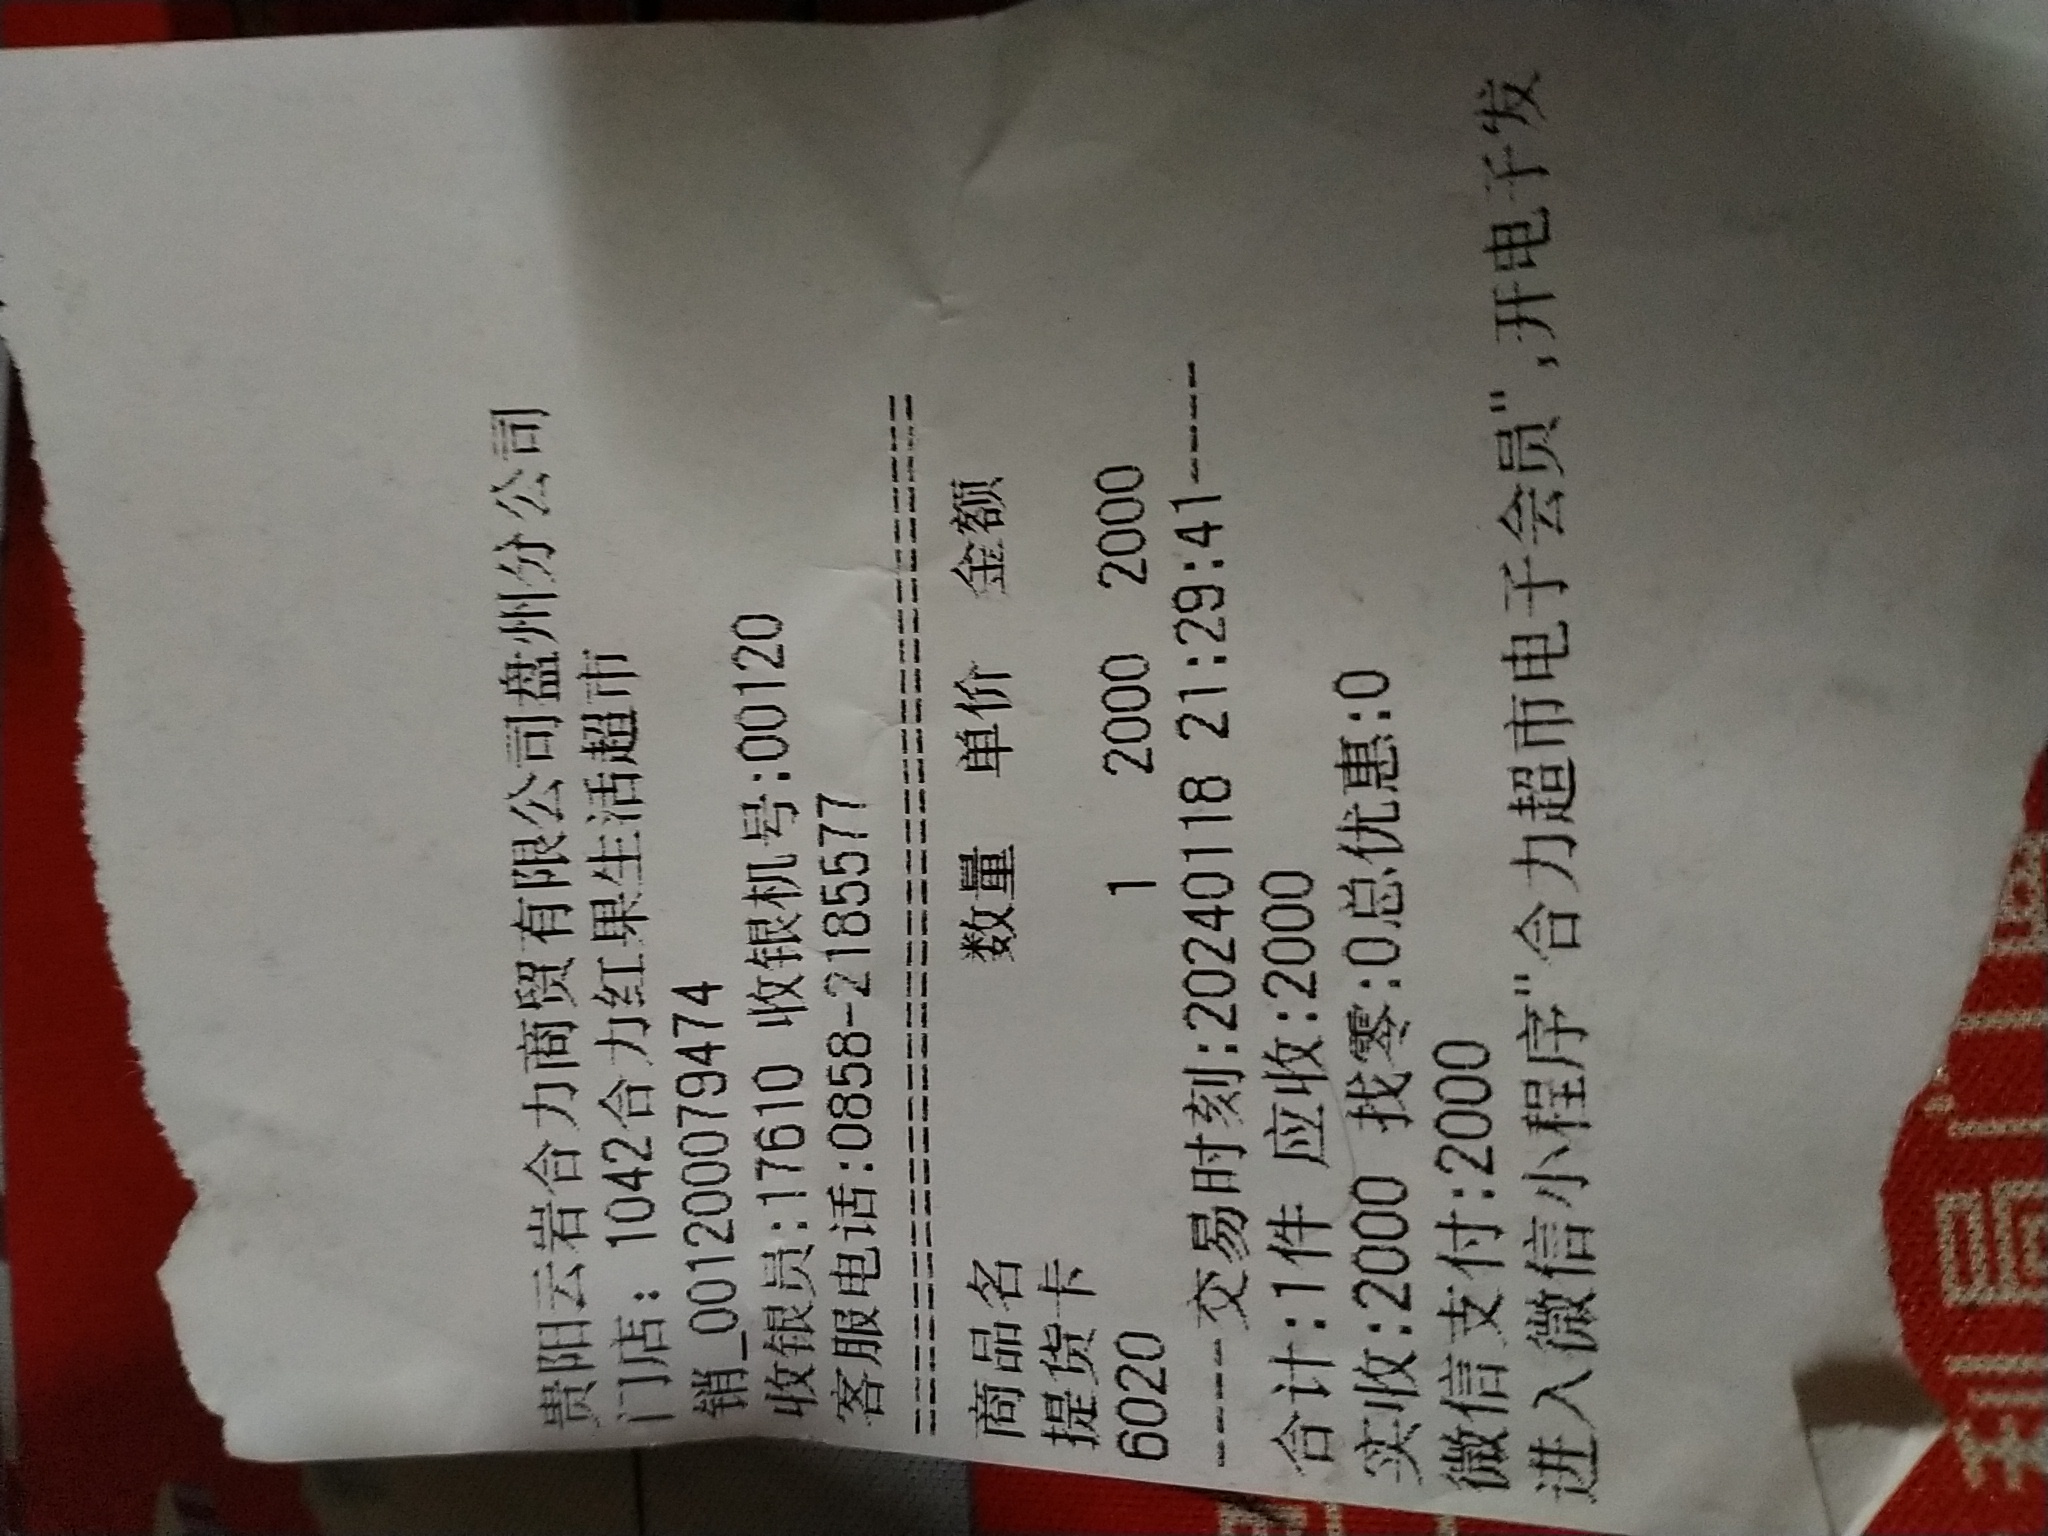 贵阳云岩合力商贸有限公司盘州分公司
门店: 1042合力红果生活超市
销_00120079474
收银员:17610 收银机号:00120
客服电话:0858-2185577
================================
商品名 数量 单价 金额
提货卡
6020 1 2000 2000
----交易时刻:20240118 21:29:41----
合计:1件 应收:2000
实收:2000 找零:0总优惠:0
微信支付:2000
进入微信小程序"合力超市电子会员",开电子发